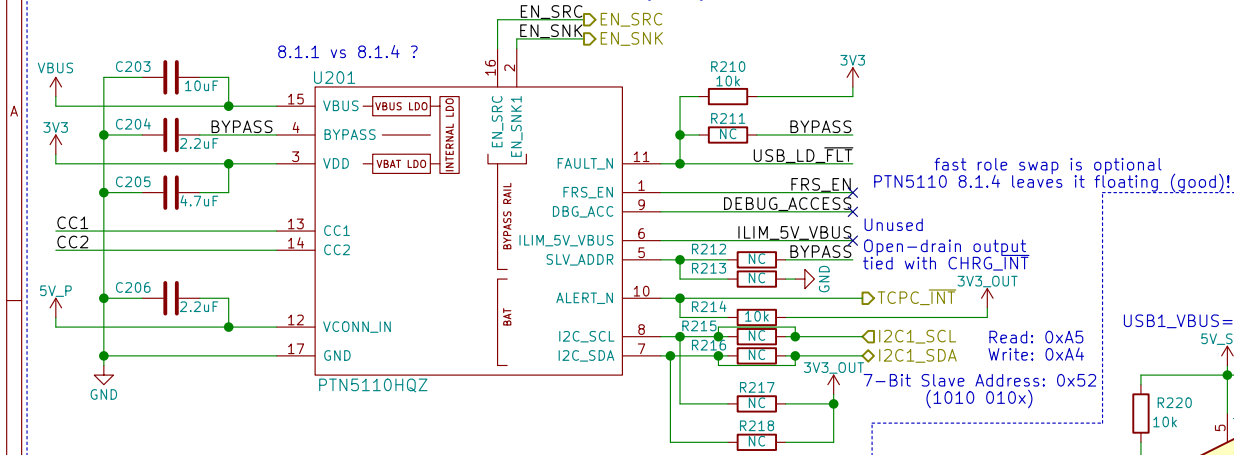 EN_SRC
EN_SRC
EN_SNK
EN_SNK
8.1.1 vs 8.1.4 ?
VBUS
C203
10uF
16
2
R210
10k
3V3
U201
A
15
VBUS
VBUS LDO
INTERNAL LDO
EN_SRC
EN_SNK1
3V3
C204
2.2uF
BYPASS
4
BYPASS
R211
NC
BYPASS
3
VDD
VBAT LDO
FAULT_N
11
USB_LD_FLT
C205
4.7uF
BYPASS RAIL
FRS_EN
1
FRS_EN
DBG_ACC
9
DEBUG_ACCESS
fast role swap is optional
PTN5110 8.1.4 leaves it floating (good)!
CC1
13
CC1
CC2
14
CC2
ILIM_5V_VBUS
6
ILIM_5V_VBUS
Unused
SLV_ADDR
5
R212
NC
BYPASS
R213
NC
GND
Open-drain output
tied with CHRG_INT
5V_P
C206
2.2uF
BAT
ALERT_N
10
TCPC_INT
3V3_OUT
R214
10k
12
VCONN_IN
I2C_SCL
8
R215
NC
I2C1_SCL
Read: 0xA5
17
GND
I2C_SDA
7
R216
NC
I2C1_SDA
Write: 0xA4
GND
PTN5110HQZ
3V3_OUT
7-Bit Slave Address: 0x52
(1010 010x)
R217
NC
R218
NC
USB1_VBUS=
5V_S
R220
10k
5